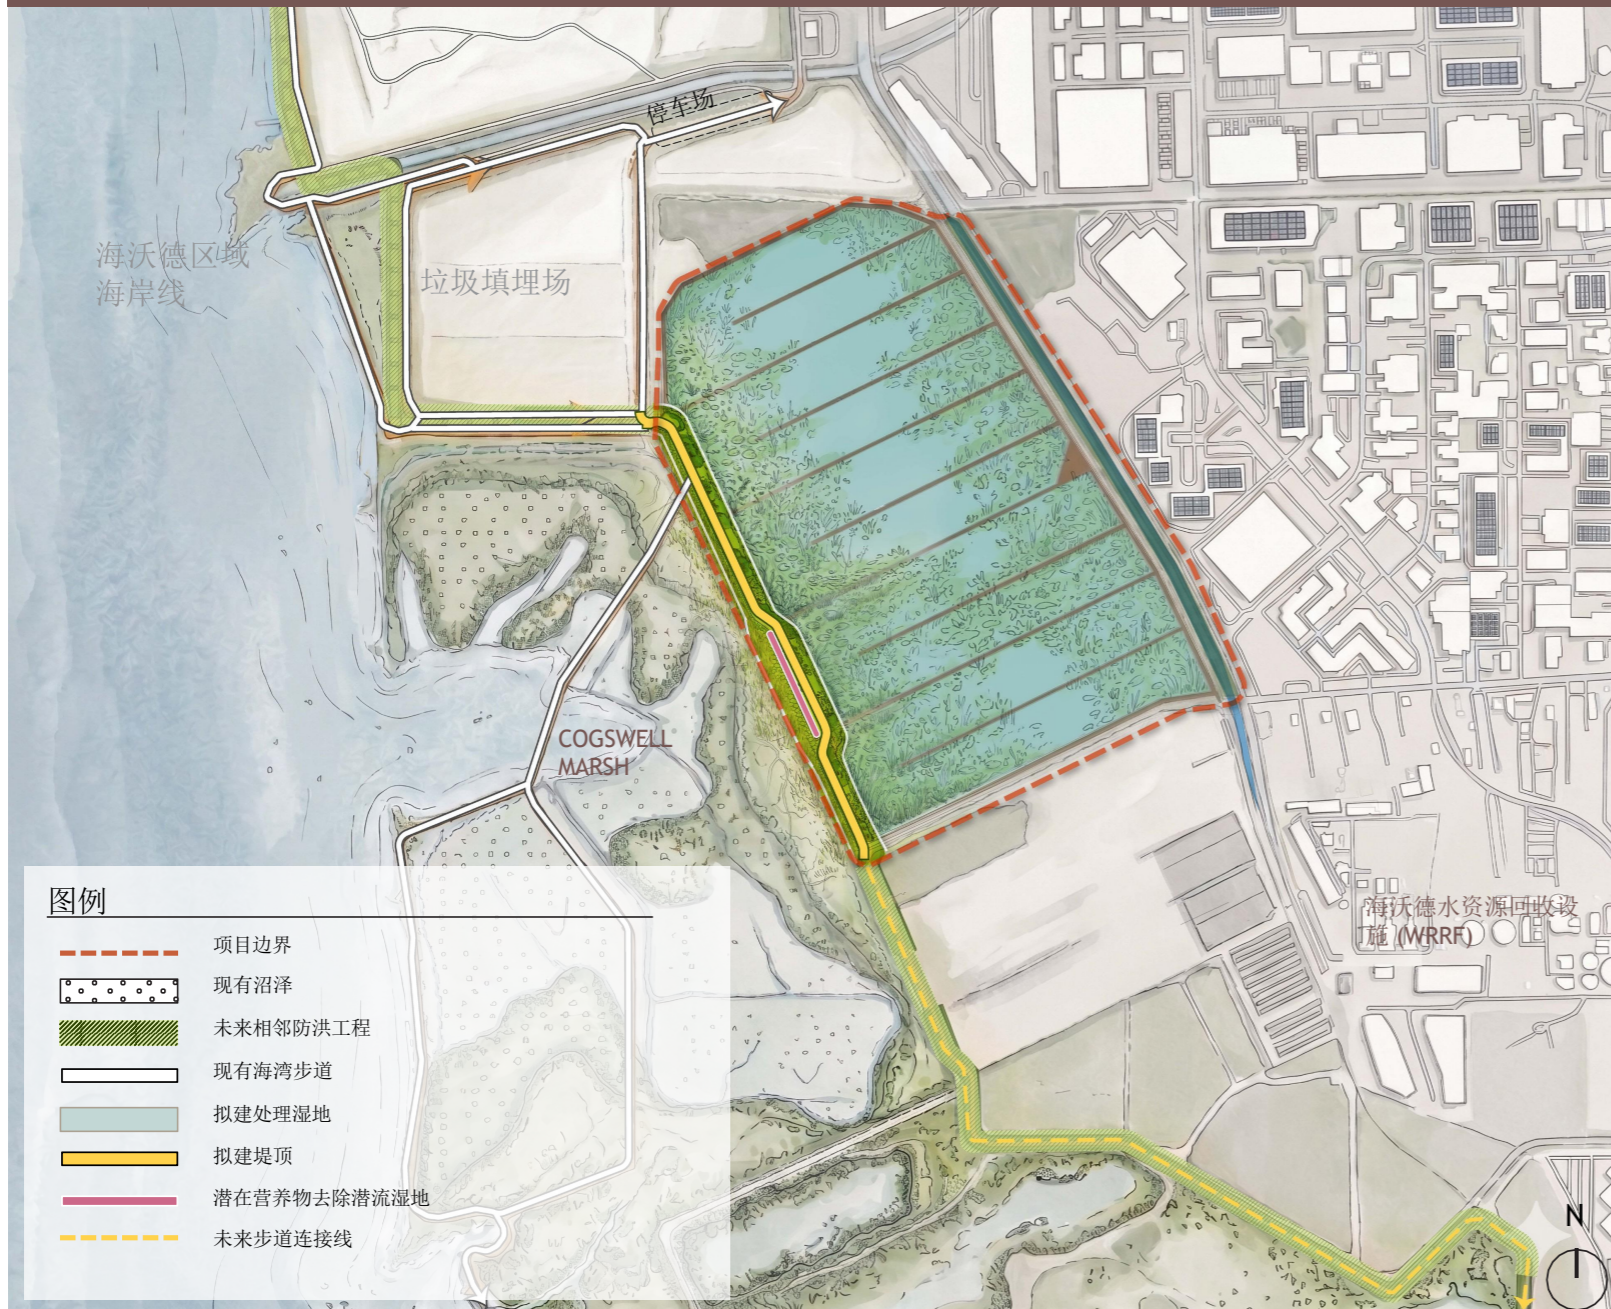 停车场
海沃德区域
海岸线
垃圾填埋场
COGSWELL
MARSH
海沃德水资源回收设
施 (WRRF)
图例
项目边界
现有沼泽
未来相邻防洪工程
现有海湾步道
拟建处理湿地
拟建堤顶
潜在营养物去除潜流湿地
未来步道连接线
N